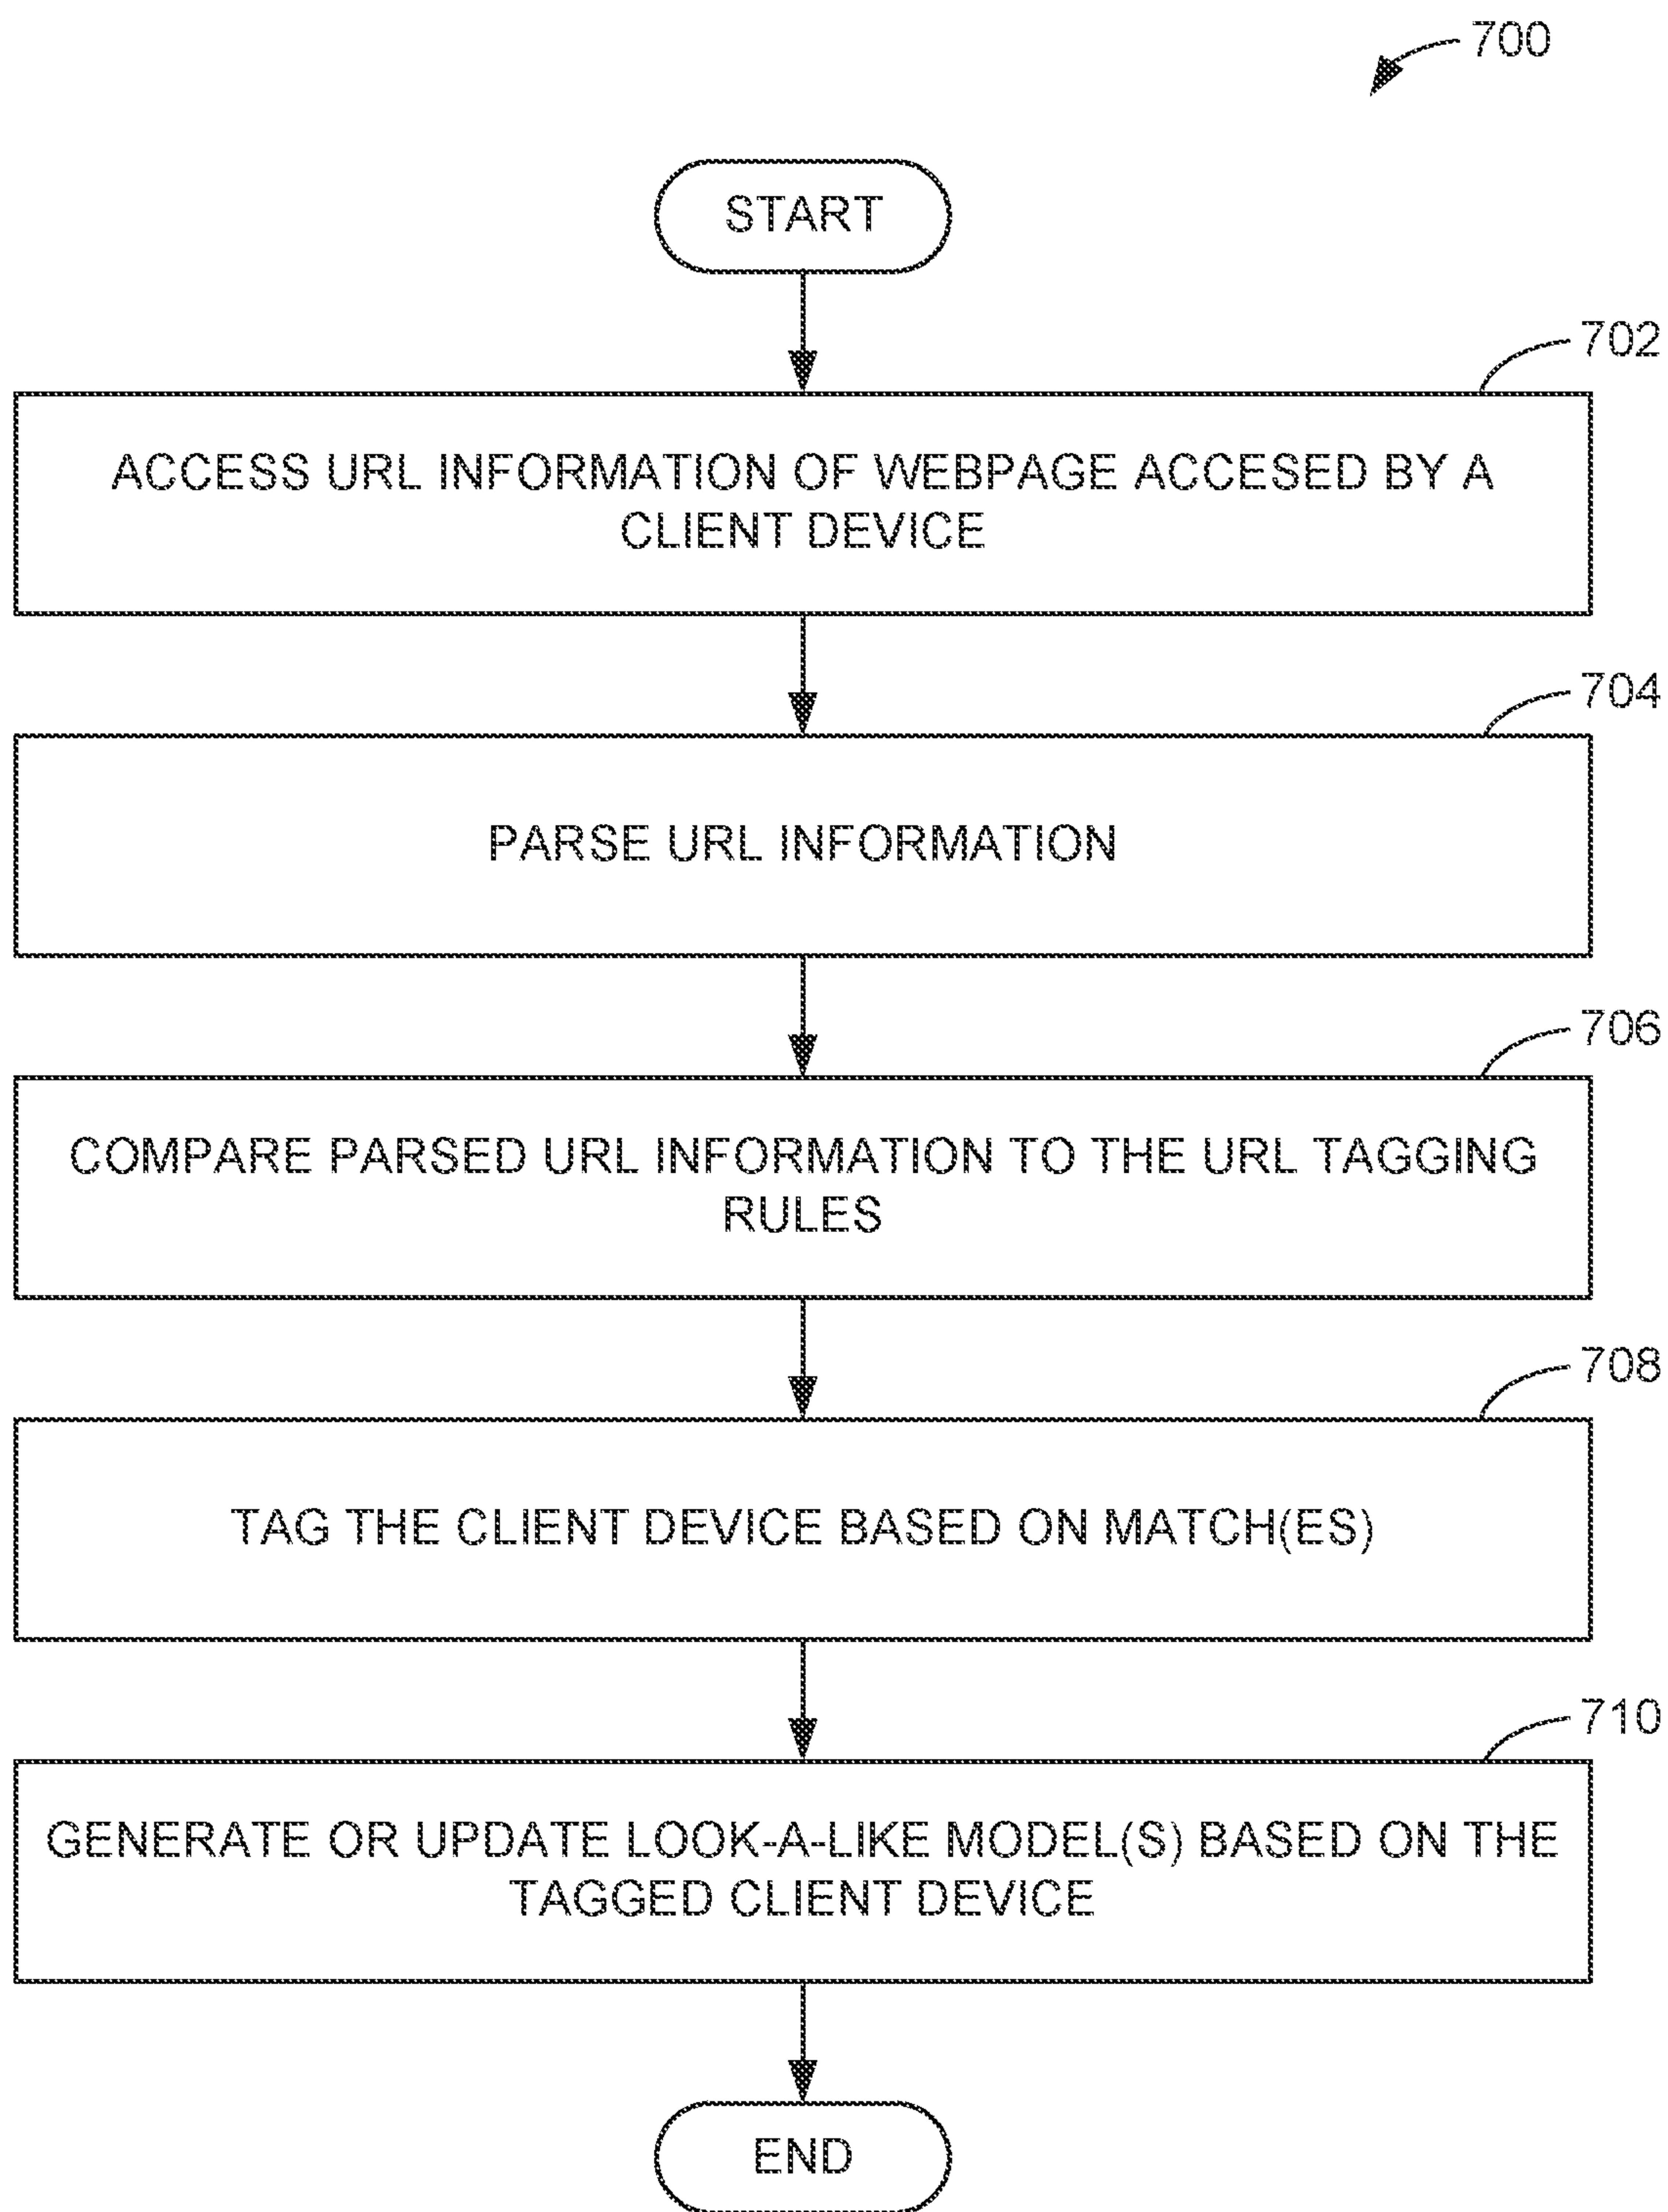 700
START
702
ACCESS URL INFORMATION OF WEBPAGE ACCESED BY A
CLIENT DEVICE
704
PARSE URL INFORMATION
706
COMPARE PARSED URL INFORMATION TO THE URL TAGGING
RULES
708
TAG THE CLIENT DEVICE BASED ON MATCH(ES)
710
GENERATE OR UPDATE LOOK-A-LIKE MODEL(S) BASED ON THE
TAGGED CLIENT DEVICE
END